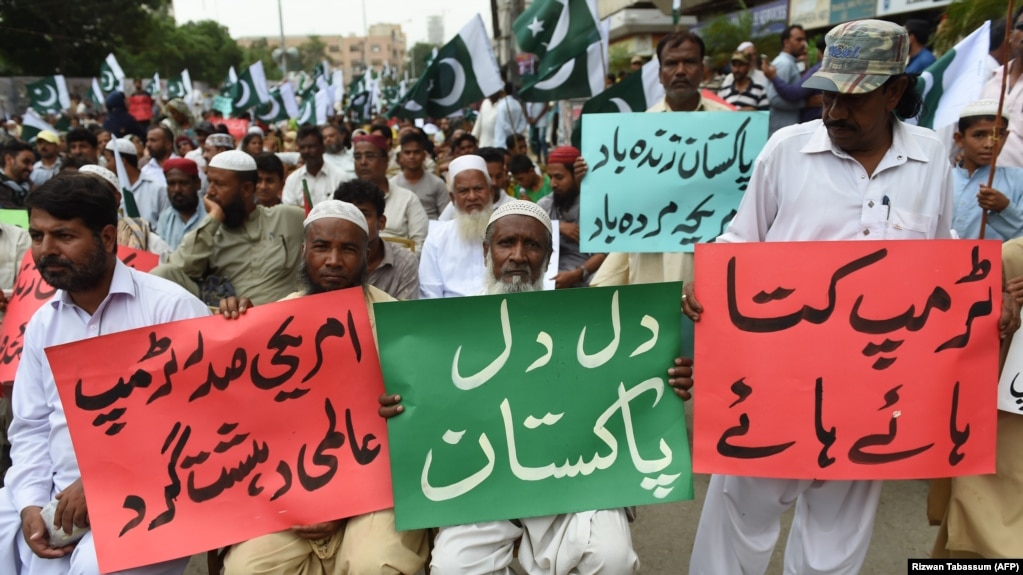 پاکستان زندہ باد
امریکہ مردہ باد
امریکی صدر ٹرمپ
عالمی دہشتگرد
دل دل
پاکستان
ٹرمپ کتا
ہائے ہائے
Rizwan Tabassum (AFP)